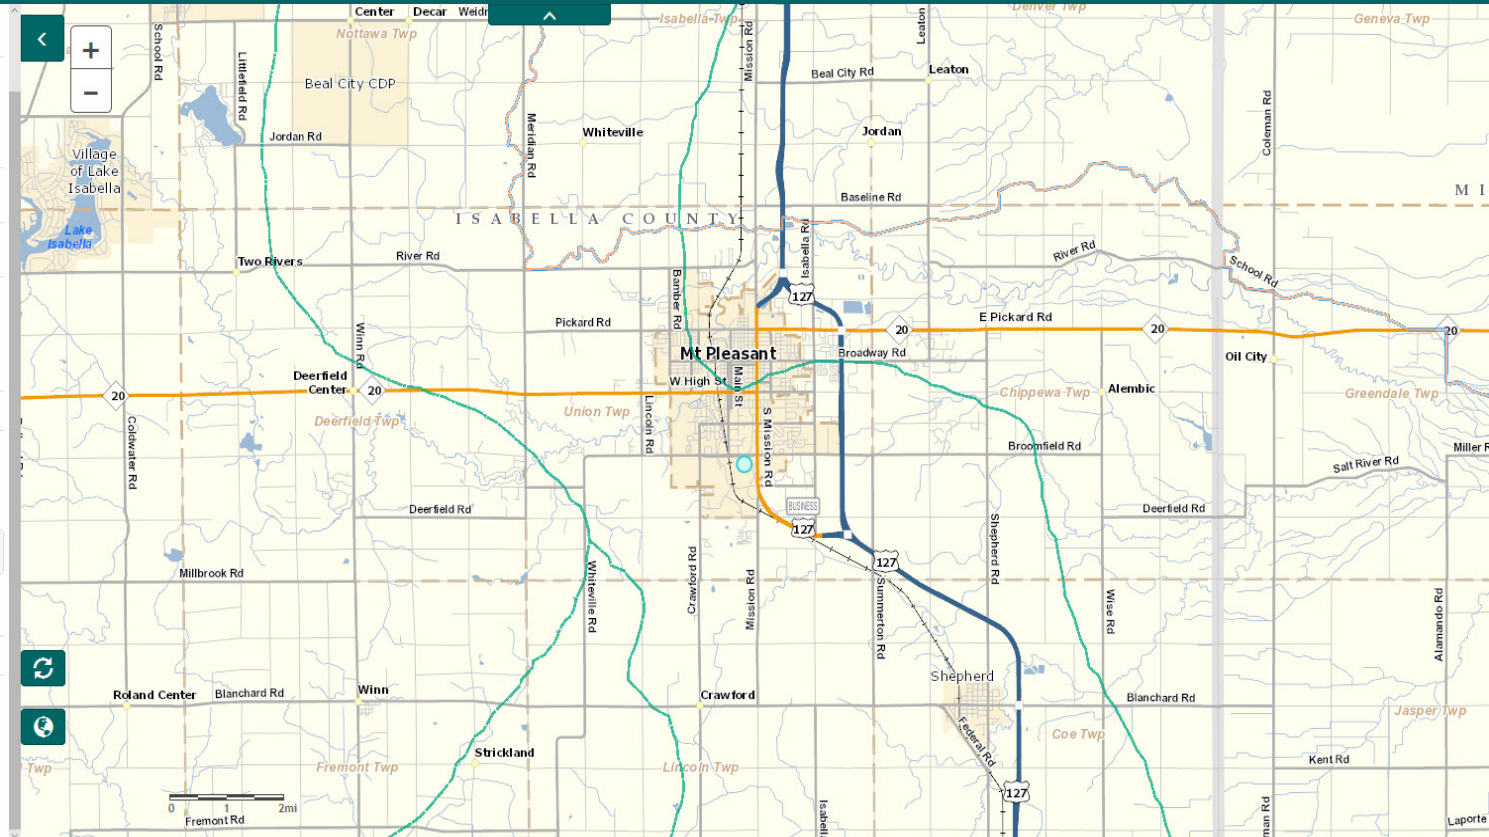 Center
Decar
Weidr
Isabella Twp
Denver Twp
Geneva Twp
Nottawa Twp
School Rd
Littlefield Rd
Mission Rd
Leaton
Beal City Rd
Leaton
Beal City CDP
Coleman Rd
+
−
Jordan Rd
Meridian Rd
Whiteville
Jordan
Village
of Lake
Isabella
Baseline Rd
MI
ISABELLA COUNTY
Lake
Isabella
Isabella Rd
Two Rivers
River Rd
River Rd
School Rd
Bamber Rd
127
Pickard Rd
E Pickard Rd
20
20
20
Winn Rd
Mt Pleasant
Broadway Rd
Oil City
Deerfield
Center
20
W High St
Main St
Alembic
20
Chippewa Twp
Greendale Twp
Deerfield Twp
Union Twp
Lincoln Rd
S Mission Rd
Coldwater Rd
Broomfield Rd
Miller R
Salt River Rd
BUSINESS
Deerfield Rd
Deerfield Rd
127
Shepherd Rd
127
Millbrook Rd
Whiteville Rd
Crawford Rd
Mission Rd
Summerton Rd
Wise Rd
Alamando Rd
Shepherd
Roland Center
Blanchard Rd
Winn
Crawford
Blanchard Rd
Jasper Twp
Federal Rd
Coe Twp
Strickland
Kent Rd
Twp
Fremont Twp
Lincoln Twp
127
0 1 2mi
Isabell
man Rd
Fremont Rd
Laporte